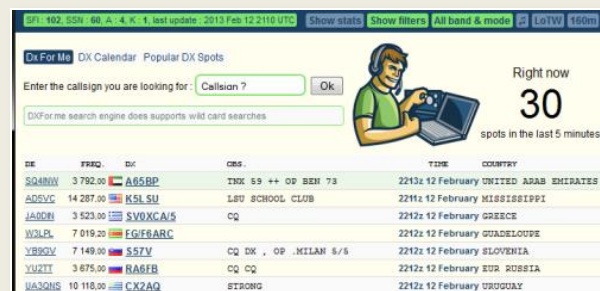 SFI : 102, SSN : 60, A : 4, K : 1, last update : 2013 Feb 12 2110 UTC Show stats Show filters All band & mode ♫ LoTW 160m
Dx For Me DX Calendar Popular DX Spots
Enter the callsign you are looking for : Callsign ? Ok
DXFor.me search engine does supports wild card searches
Right now
30
spots in the last 5 minutes
DE FREQ. DX OBS. TIME COUNTRY
SQ4INW 3 792,00 A65BP TNX 59 ++ OP BEN 73 2213z 12 February UNITED ARAB EMIRATES
AD5VC 14 287,00 K5LSU LSU SCHOOL CLUB 2211z 12 February MISSISSIPPI
JA0DIN 3 523,00 SV0XCA/5 CQ 2212z 12 February GREECE
W3LPL 7 019,20 FG/F6ARC 2212z 12 February GUADELOUPE
YB9GV 7 149,00 S57V CQ DX , OP .MILAN 5/5 2212z 12 February SLOVENIA
YU2TT 3 675,00 RA6FB CQ CQ 2212z 12 February EUR RUSSIA
UA3QNS 10 118,00 CX2AQ STRONG 2212z 12 February URUGUAY